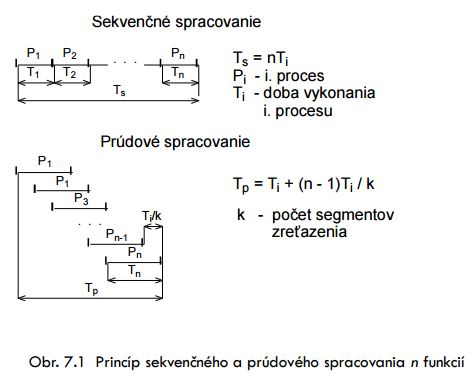 Sekvenčné spracovanie
P1 P2 . . . Pn
T1 T2 Tn
Ts
Ts = nTi
Pi - i. proces
Ti - doba vykonania
i. procesu
Prúdové spracovanie
P1
P1
P3
. . .
Ti/k
Pn-1
Pn
Tn
Tp
Tp = Ti + (n - 1)Ti / k
k - počet segmentov
zreťazenia
Obr. 7.1 Princíp sekvenčného a prúdového spracovania n funkcií